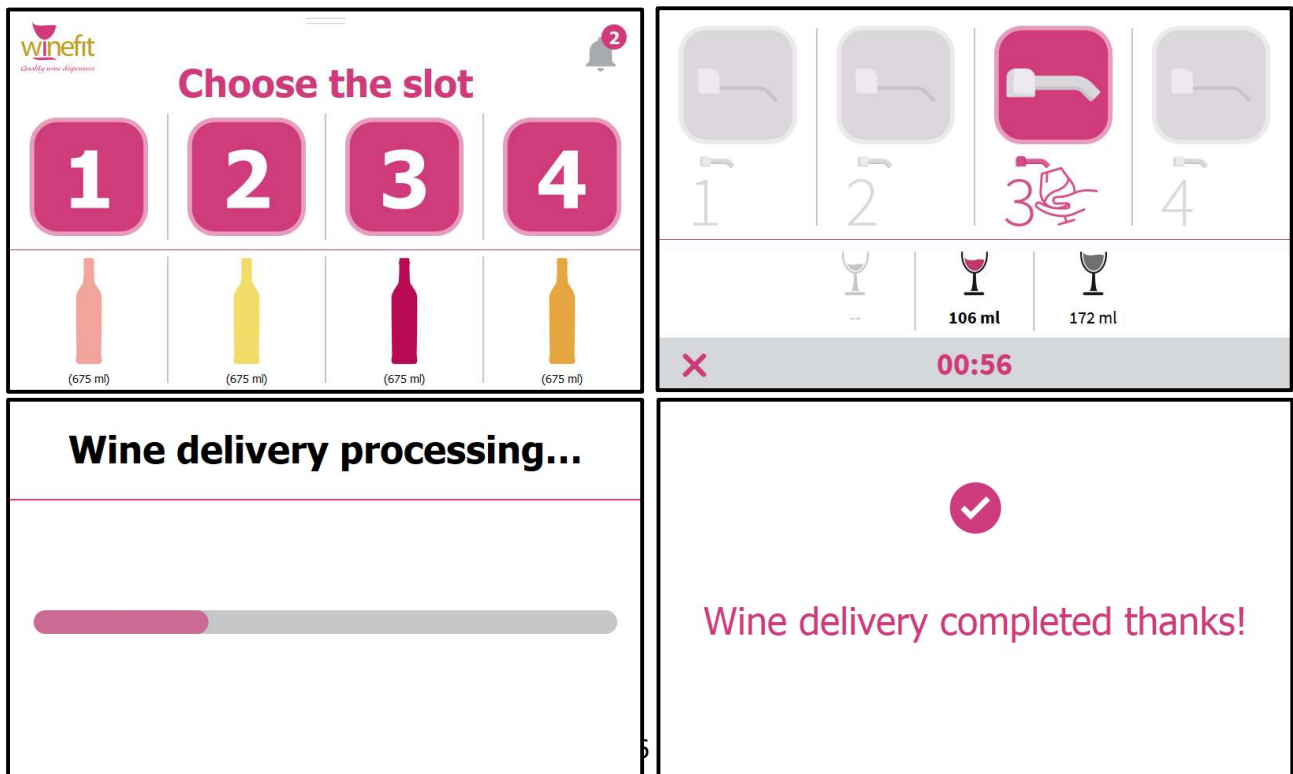 winefit
Quality wine dispensers
2
Choose the slot
1 2 3 4
(675 ml) (675 ml) (675 ml) (675 ml)
1 2 3 4
-- 106 ml 172 ml
00:56
Wine delivery processing...
Wine delivery completed thanks!